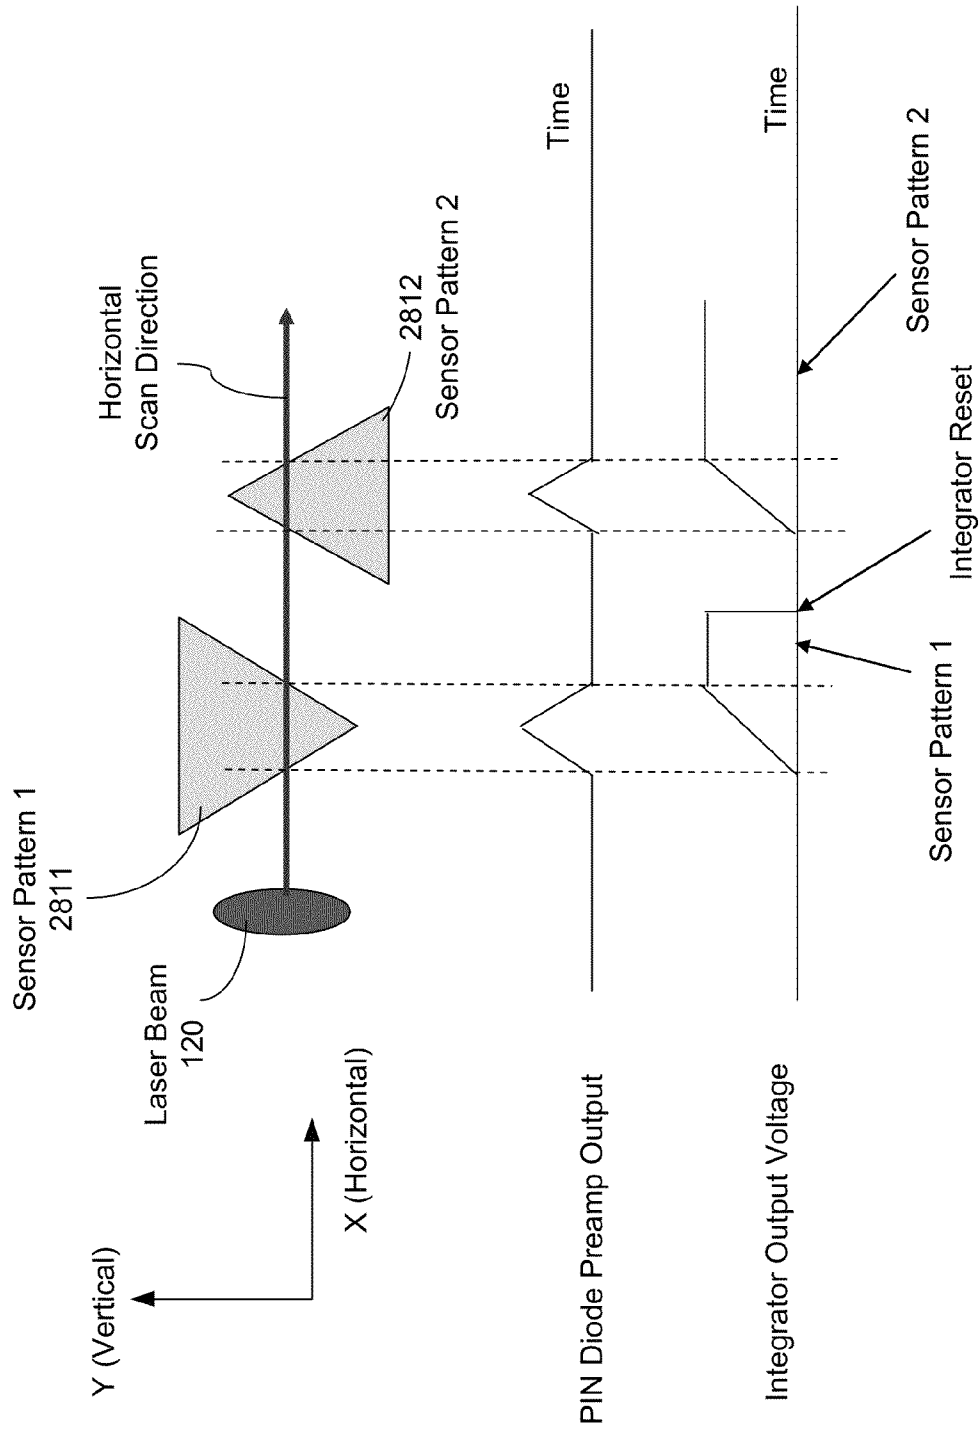 Sensor Pattern 1
2811
Laser Beam
120
Horizontal
Scan Direction
2812
Sensor Pattern 2
Y (Vertical)
X (Horizontal)
PIN Diode Preamp Output
Time
Integrator Output Voltage
Time
Sensor Pattern 1
Integrator Reset
Sensor Pattern 2